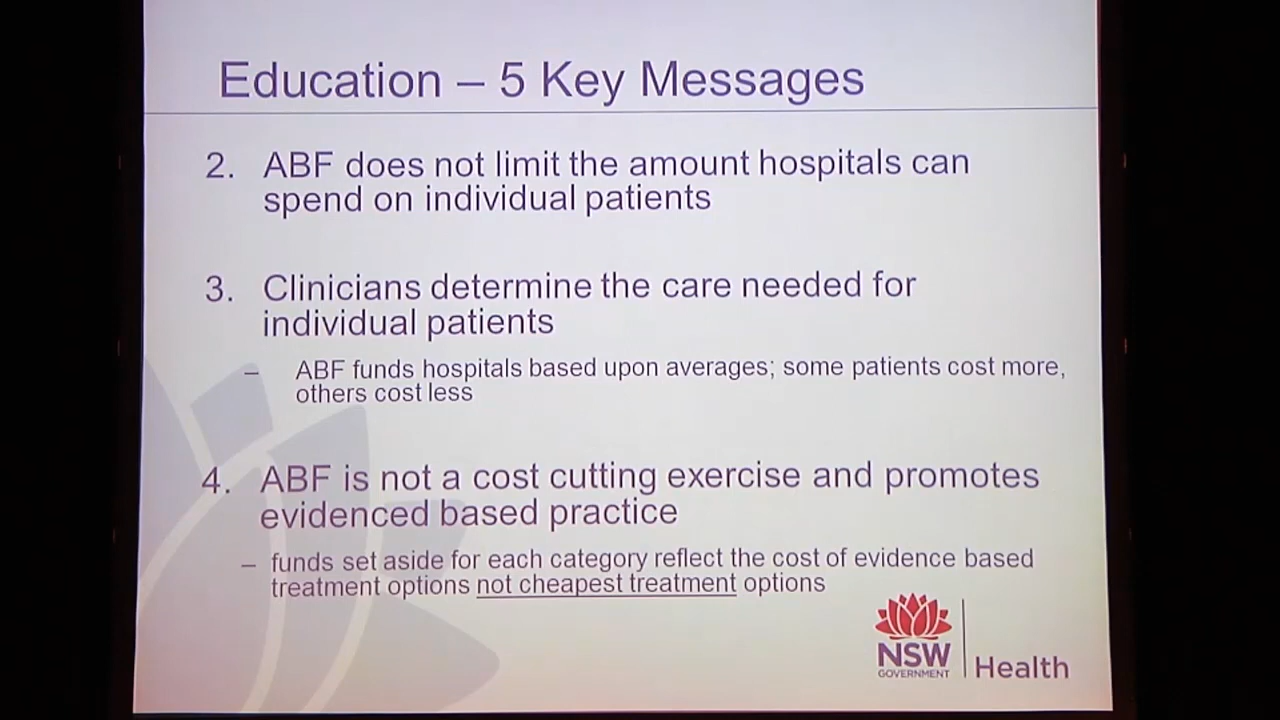 Education – 5 Key Messages
2. ABF does not limit the amount hospitals can
spend on individual patients
3. Clinicians determine the care needed for
individual patients
– ABF funds hospitals based upon averages; some patients cost more,
others cost less
4. ABF is not a cost cutting exercise and promotes
evidenced based practice
– funds set aside for each category reflect the cost of evidence based
treatment options not cheapest treatment options
NSW
GOVERNMENT
Health